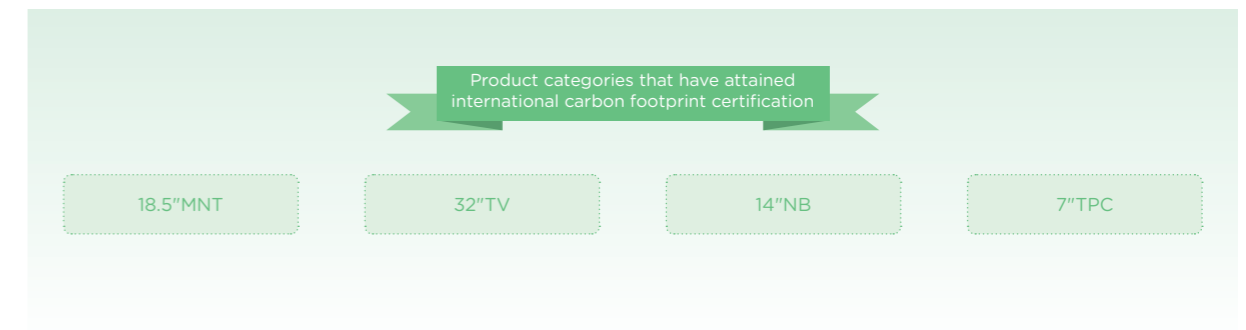 Product categories that have attained
international carbon footprint certification
18.5"MNT
32"TV
14"NB
7"TPC